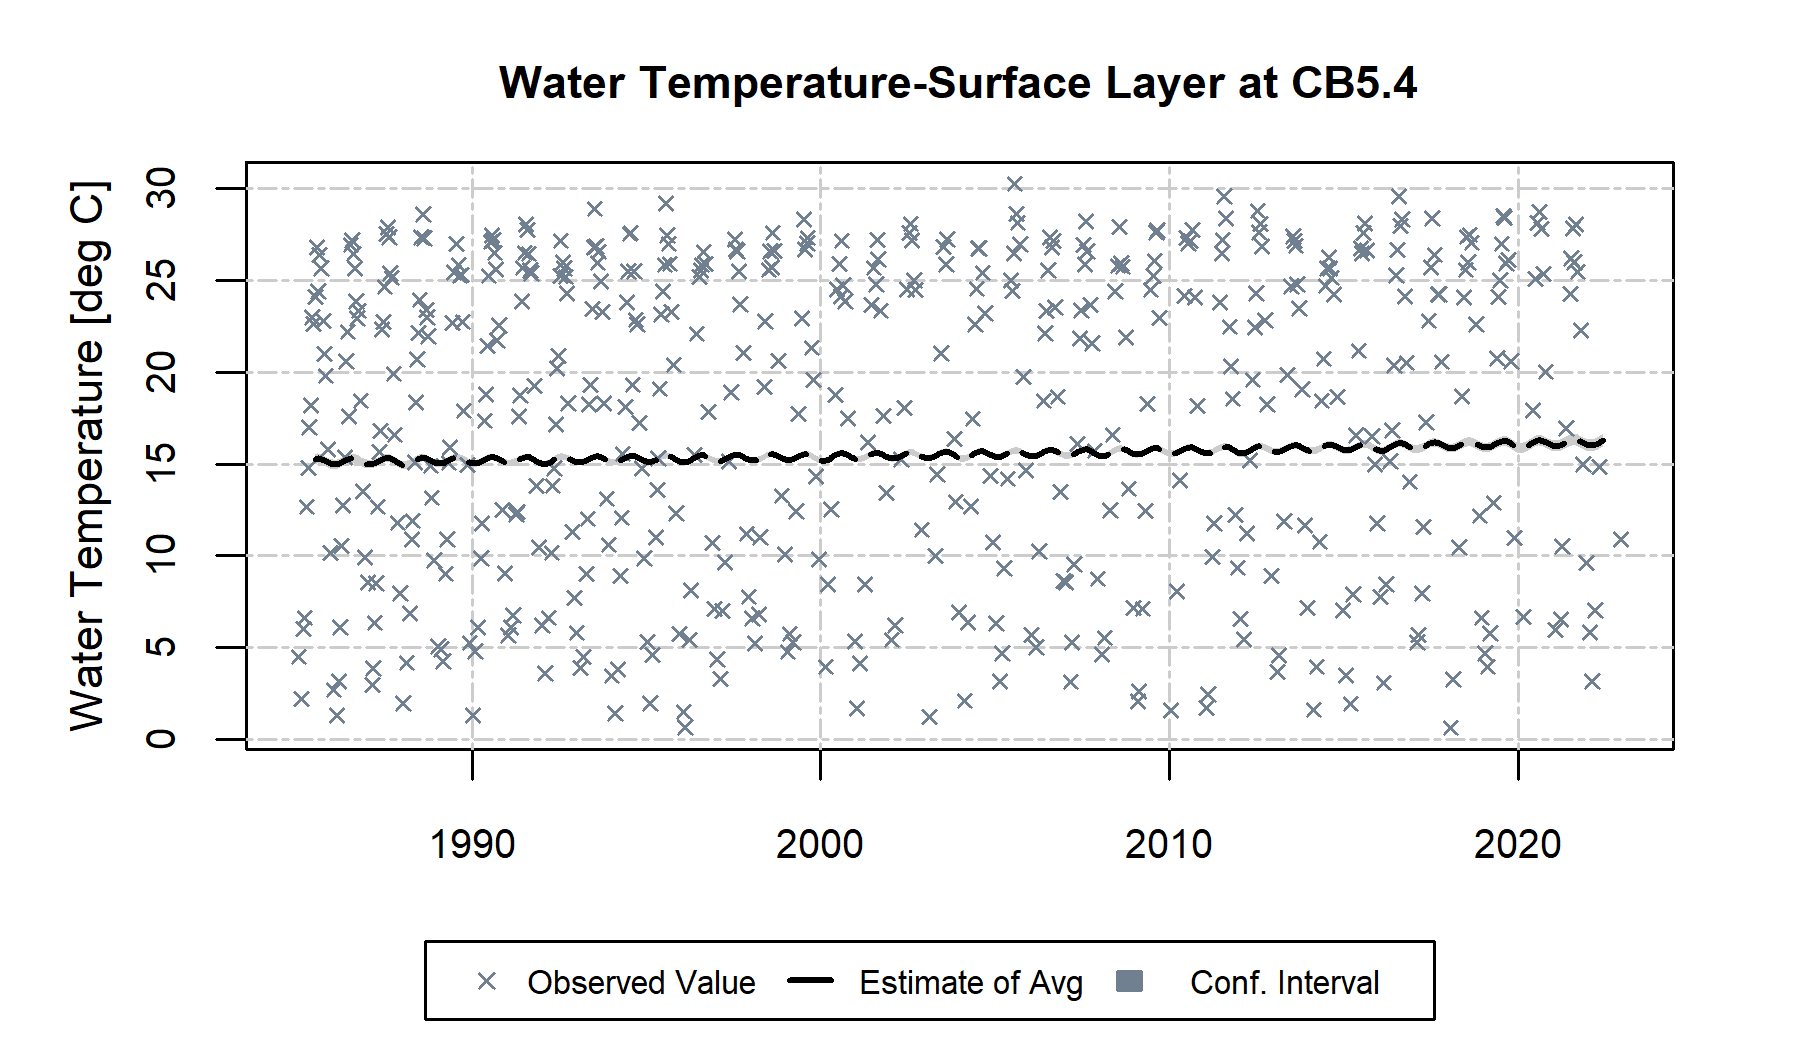 Water Temperature-Surface Layer at CB5.4
Water Temperature [deg C]
30
25
20
15
10
5
0
1990 2000 2010 2020
Observed Value Estimate of Avg Conf. Interval